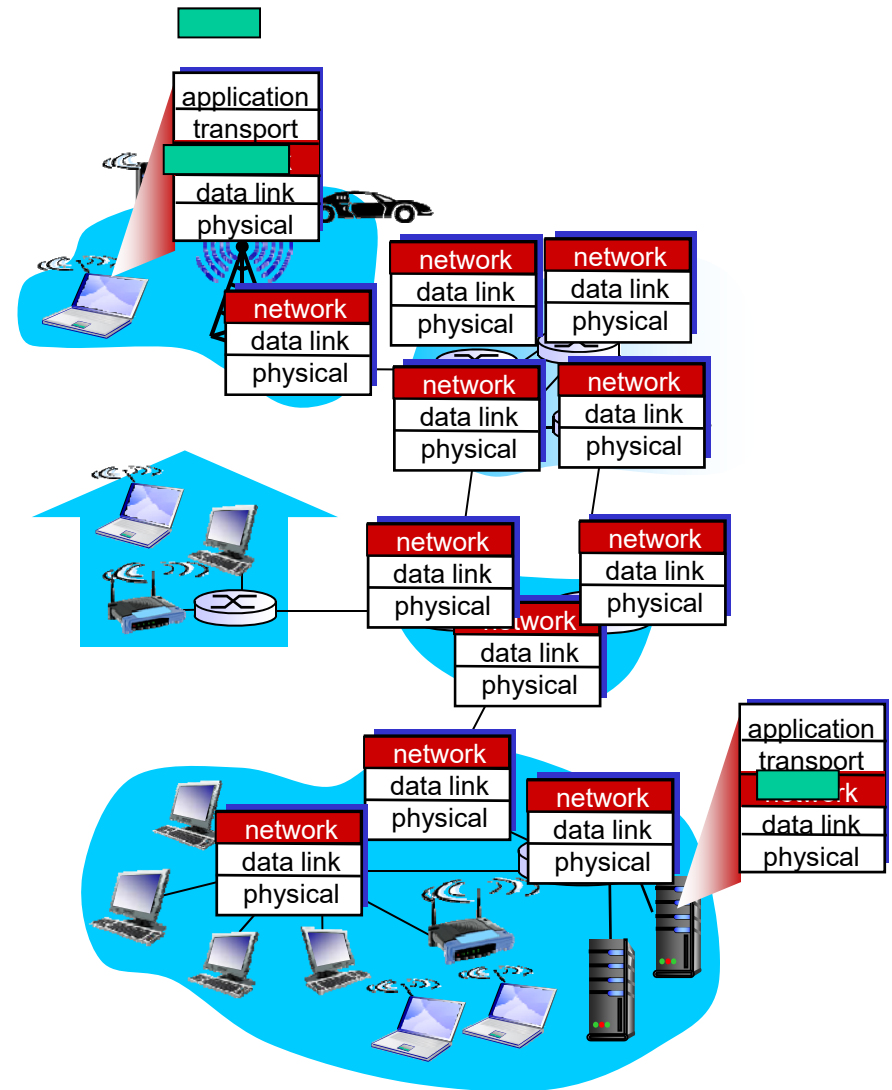 application
transport
data link
physical
network
data link
physical
network
data link
physical
network
data link
physical
network
data link
physical
network
data link
physical
network
data link
physical
network
data link
physical
network
data link
physical
application
transport
network
data link
physical
network
data link
physical
network
data link
physical
network
data link
physical